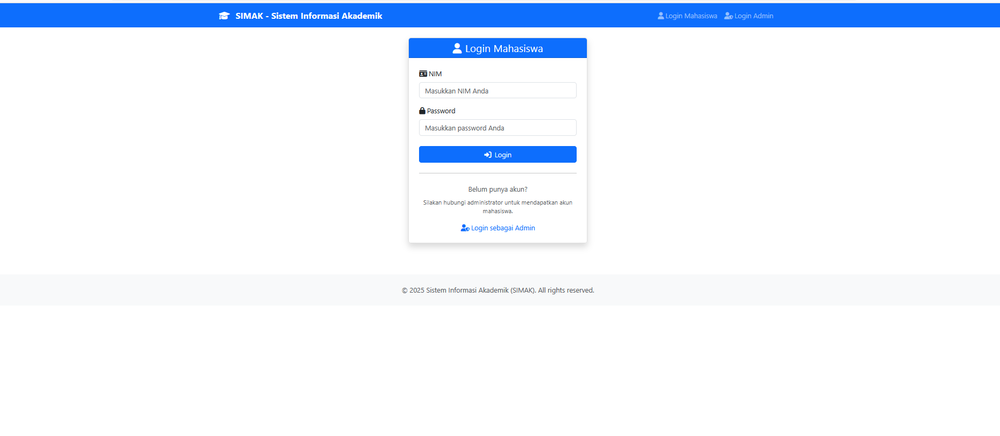 SIMAK - Sistem Informasi Akademik
Login Mahasiswa
Login Admin
Login Mahasiswa
NIM
Masukkan NIM Anda
Password
Masukkan password Anda
Login
Belum punya akun?
Silakan hubungi administrator untuk mendapatkan akun
mahasiswa.
Login sebagai Admin
© 2025 Sistem Informasi Akademik (SIMAK). All rights reserved.